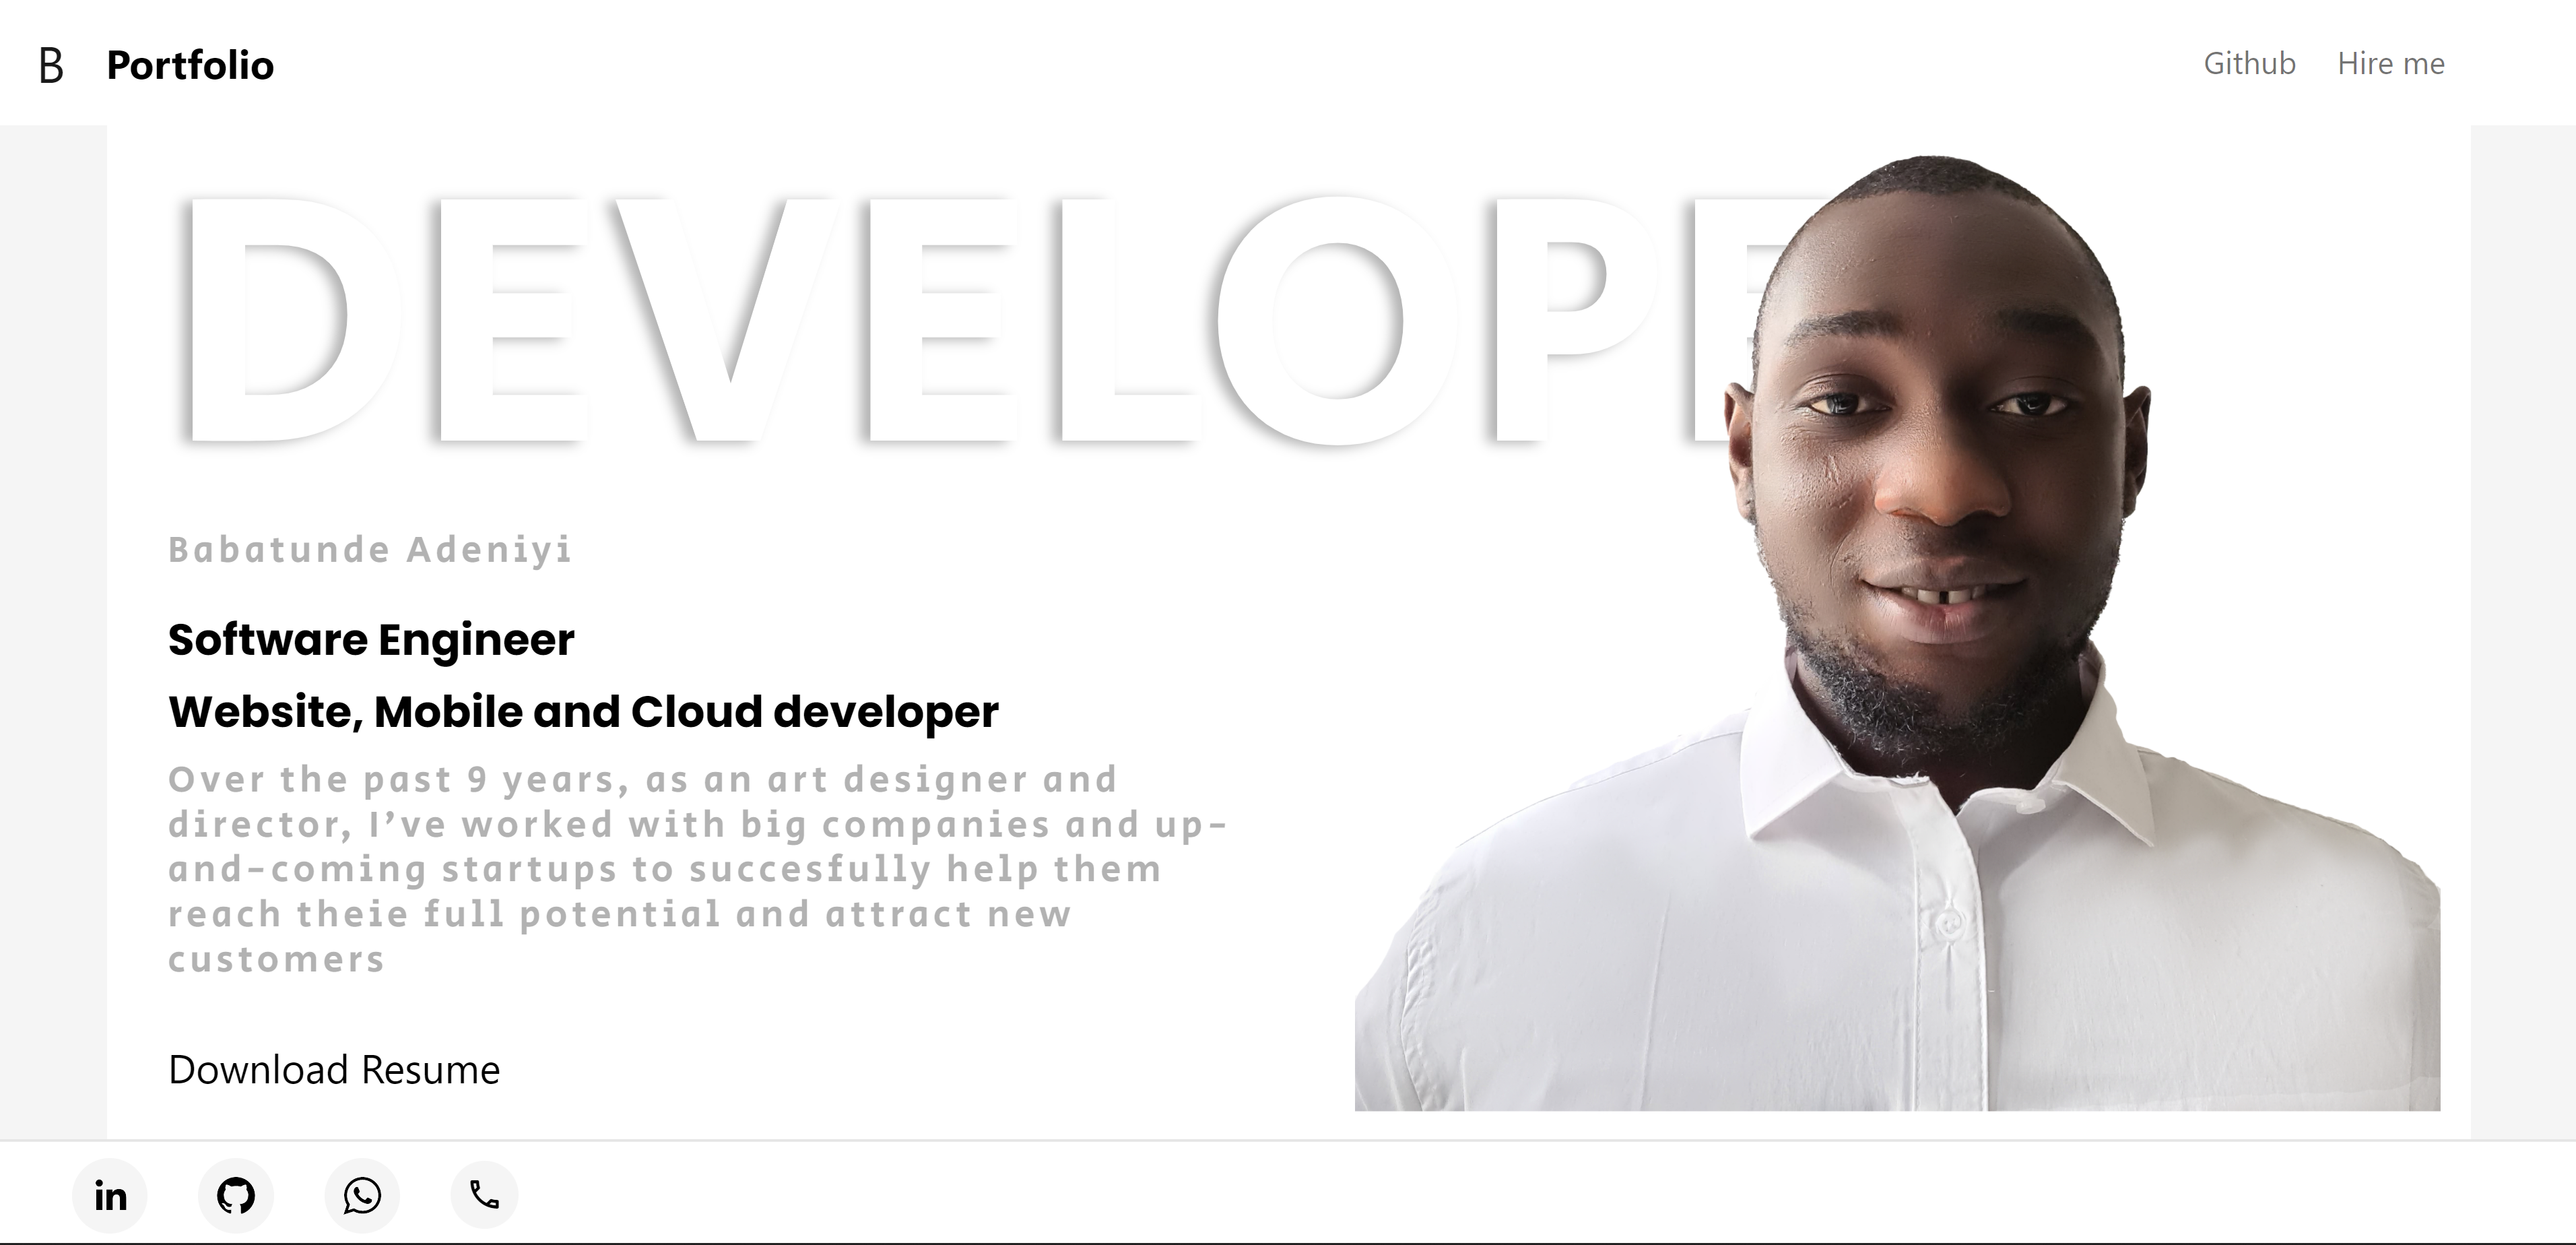 B Portfolio Github Hire me
DEVELOPE
Babatunde Adeniyi
Software Engineer
Website, Mobile and Cloud developer
Over the past 9 years, as an art designer and
director, I've worked with big companies and up-
and-coming startups to succesfully help them
reach theie full potential and attract new
customers
Download Resume
in